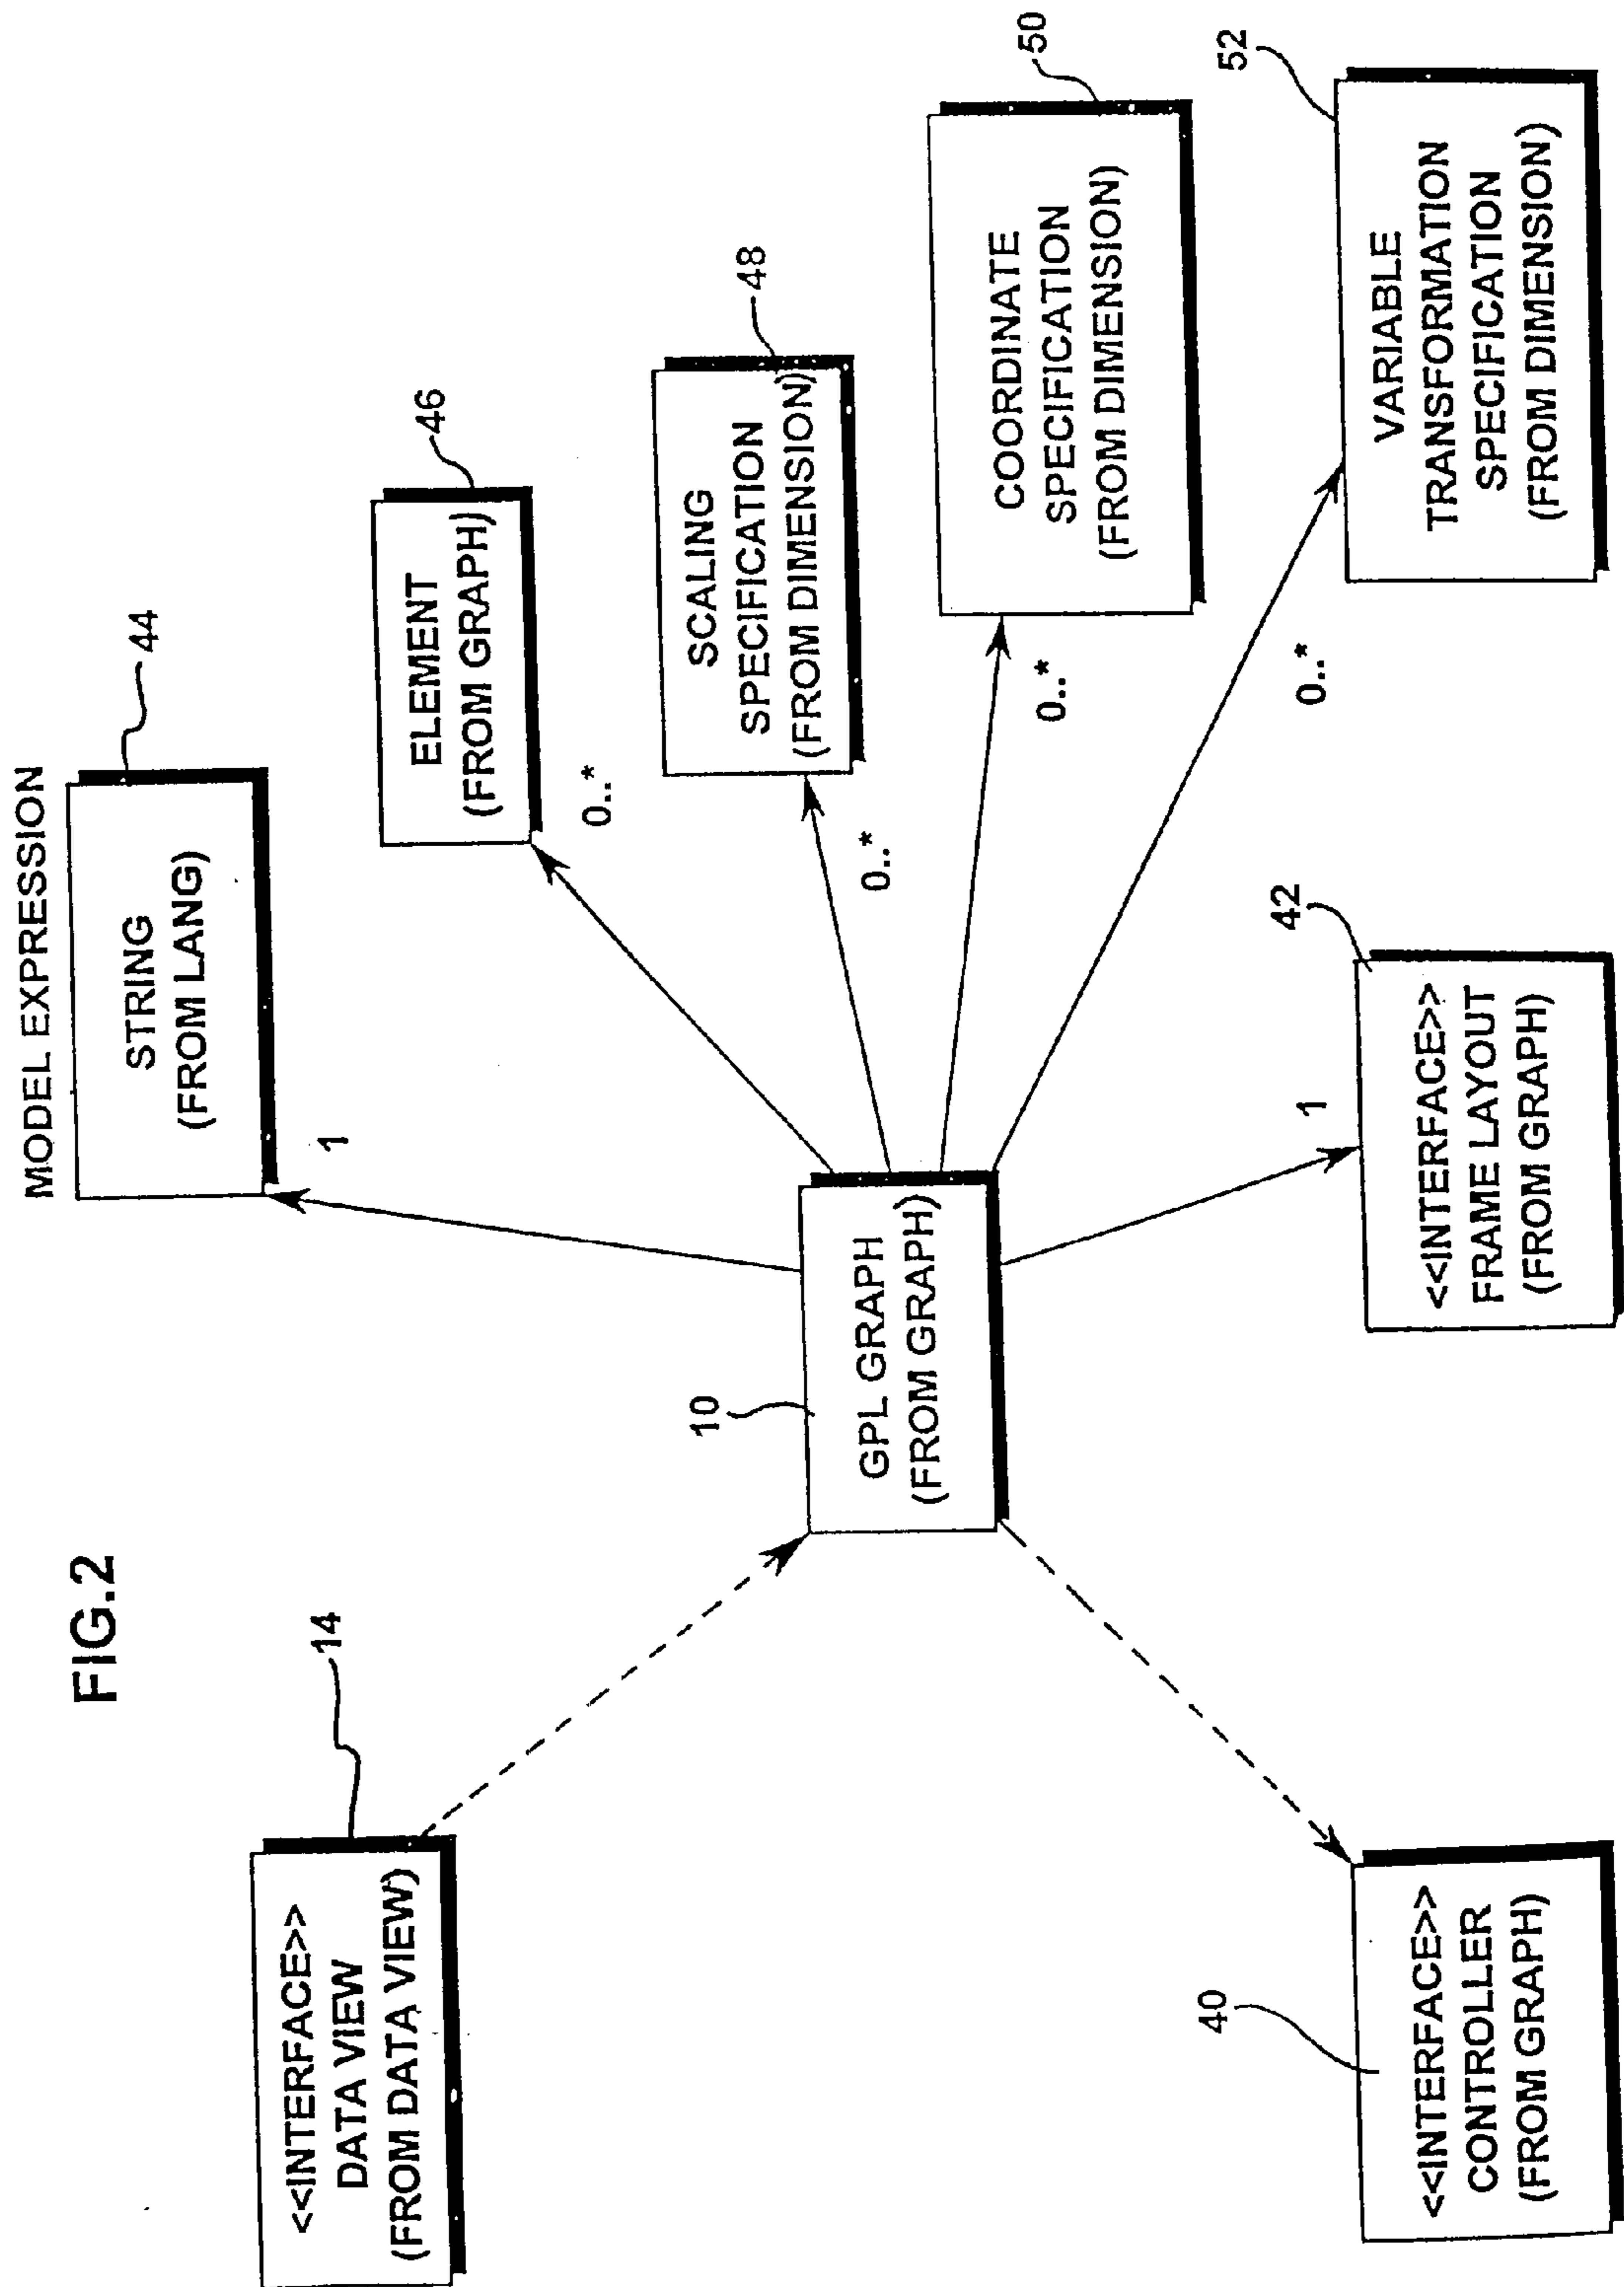 FIG.2
MODEL EXPRESSION
<<INTERFACE>>
DATA VIEW
(FROM DATA VIEW)
14
STRING
(FROM LANG)
44
1
ELEMENT
(FROM GRAPH)
46
0..*
SCALING
SPECIFICATION
(FROM DIMENSION)
48
0..*
10
GPL GRAPH
(FROM GRAPH)
COORDINATE
SPECIFICATION
(FROM DIMENSION)
50
0..*
40
<<INTERFACE>>
CONTROLLER
(FROM GRAPH)
1
42
<<INTERFACE>>
FRAME LAYOUT
(FROM GRAPH)
0..*
52
VARIABLE
TRANSFORMATION
SPECIFICATION
(FROM DIMENSION)